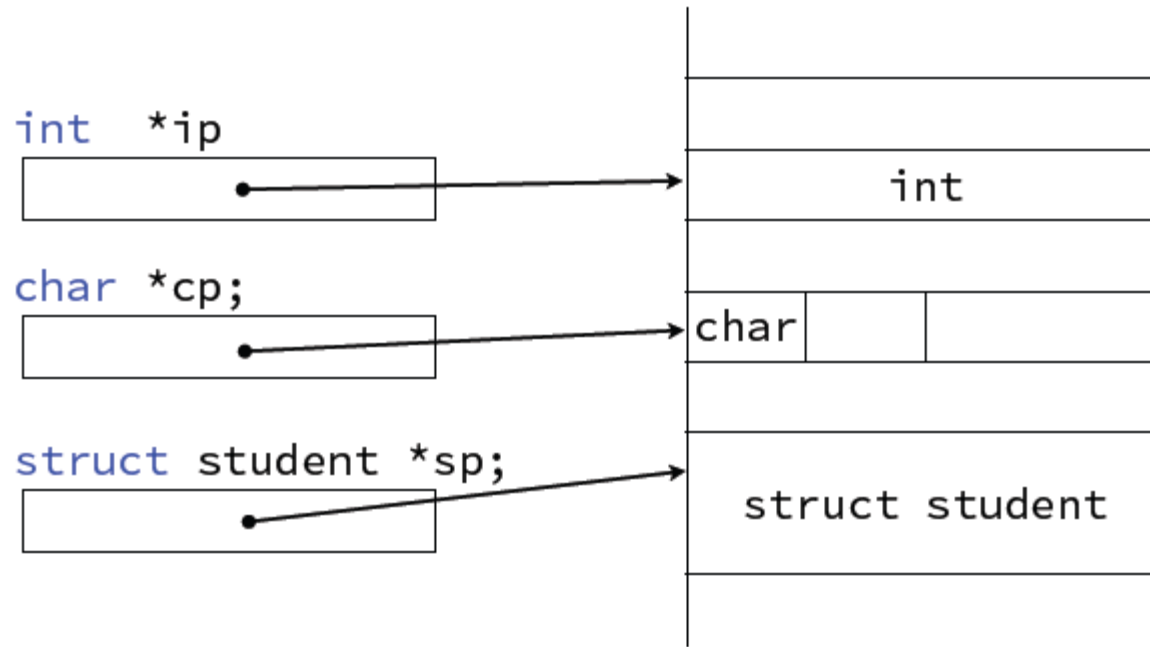 int  *ip
int
char *cp;
char
struct student *sp;
struct student